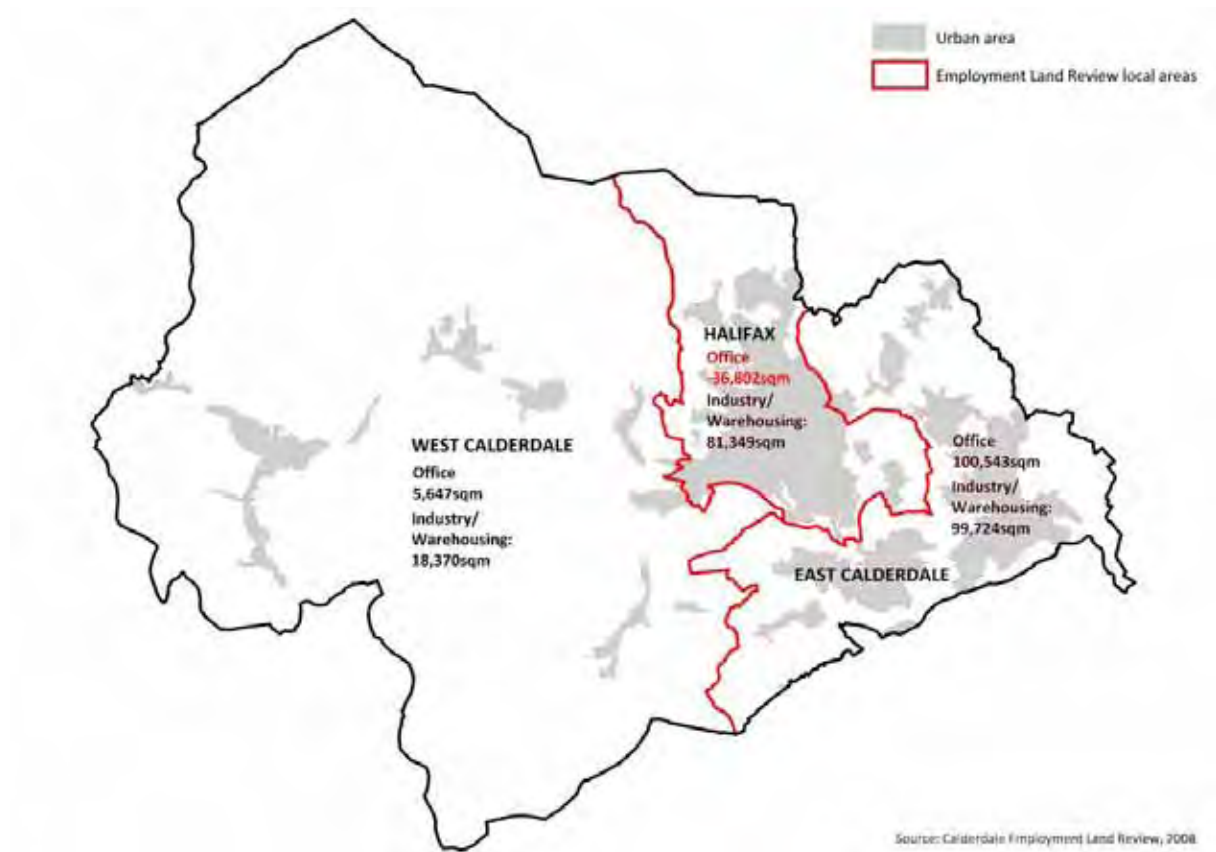 Urban area
Employment Land Review local areas
HALIFAX
Office
-36,802sqm
Industry/
Warehousing:
81,349sqm
WEST CALDERDALE
Office
5,647sqm
Industry/
Warehousing:
18,370sqm
Office
100,543sqm
Industry/
Warehousing:
99,724sqm
EAST CALDERDALE
Source: Calderdale Employment Land Review, 2008